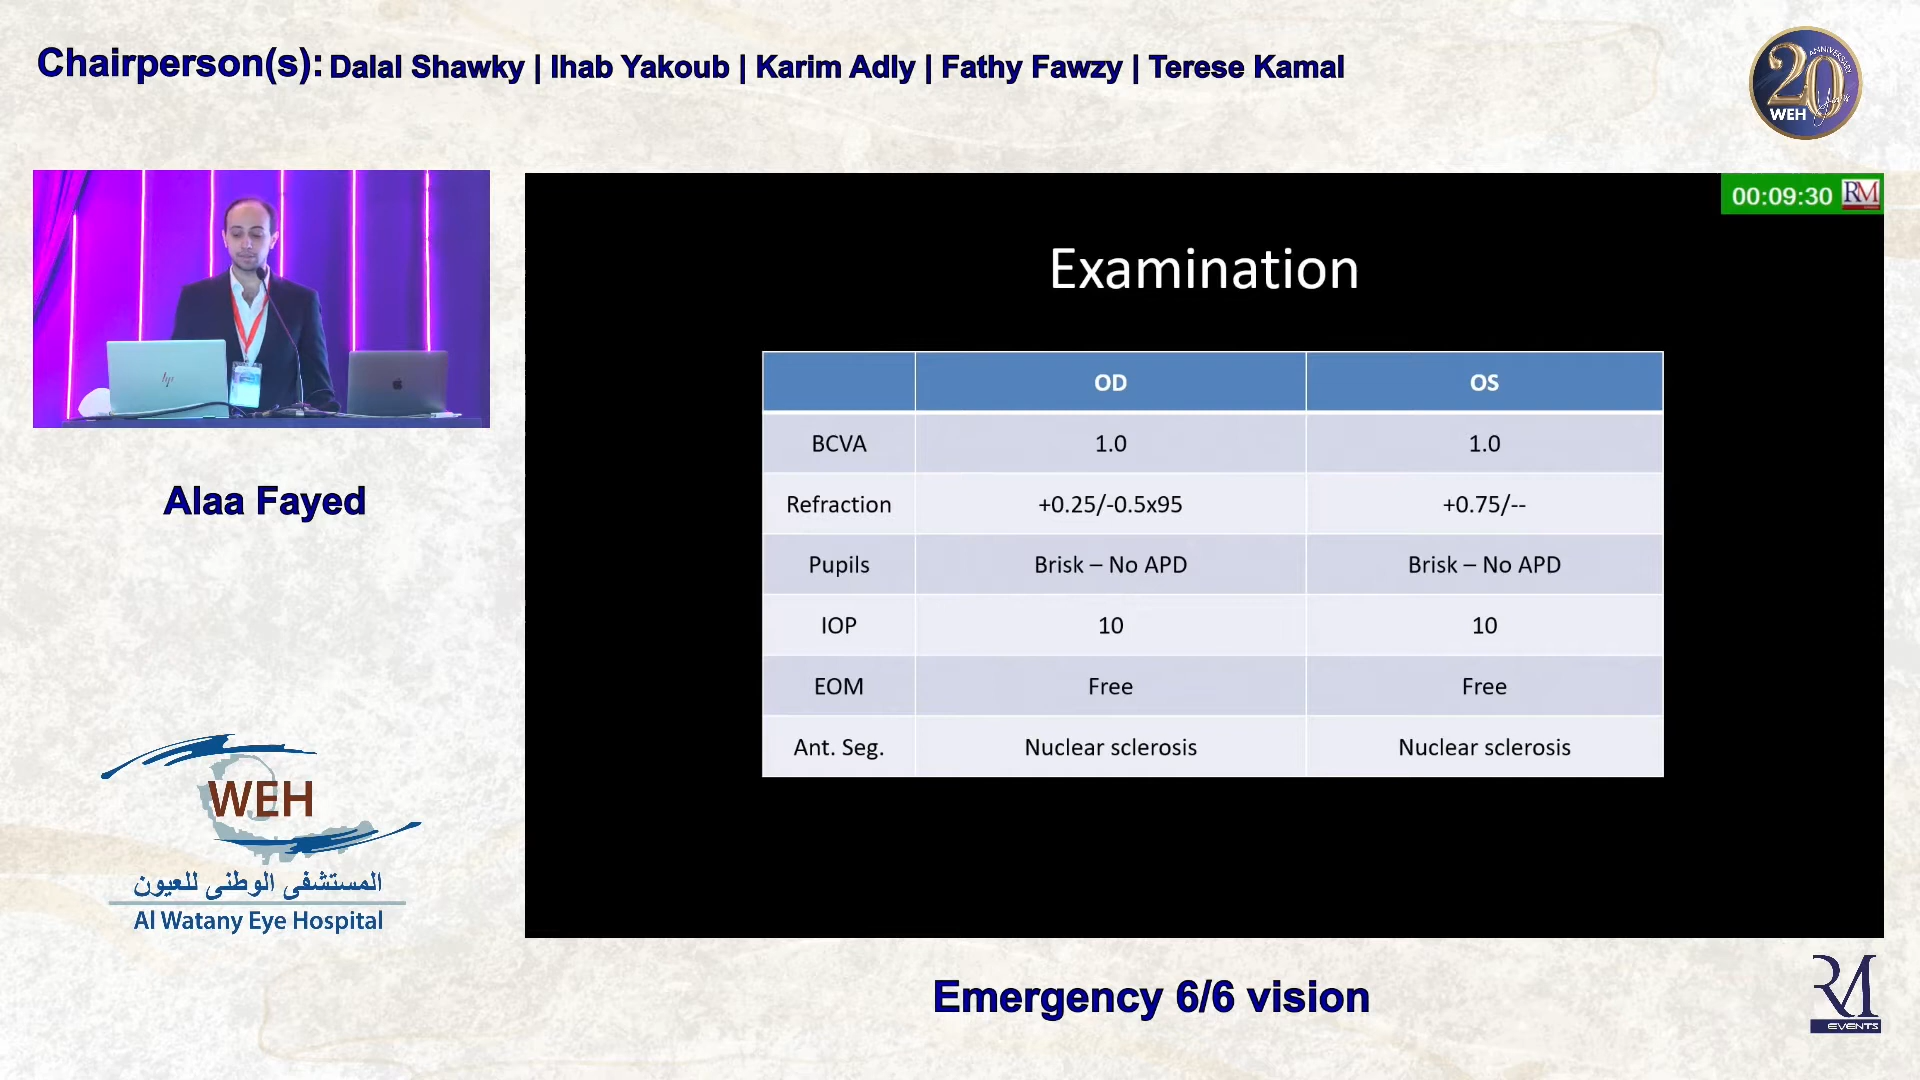 Chairperson(s): Dalal Shawky | Ihab Yakoub | Karim Adly | Fathy Fawzy | Terese Kamal
20
ANNIVERSARY
WEH
00:09:30 RM
Examination
OD OS
BCVA 1.0 1.0
Refraction +0.25/-0.5x95 +0.75/--
Pupils Brisk – No APD Brisk – No APD
IOP 10 10
EOM Free Free
Ant. Seg. Nuclear sclerosis Nuclear sclerosis
hp
Alaa Fayed
WEH
المستشفى الوطنى للعيون
Al Watany Eye Hospital
Emergency 6/6 vision
RM
EVENTS